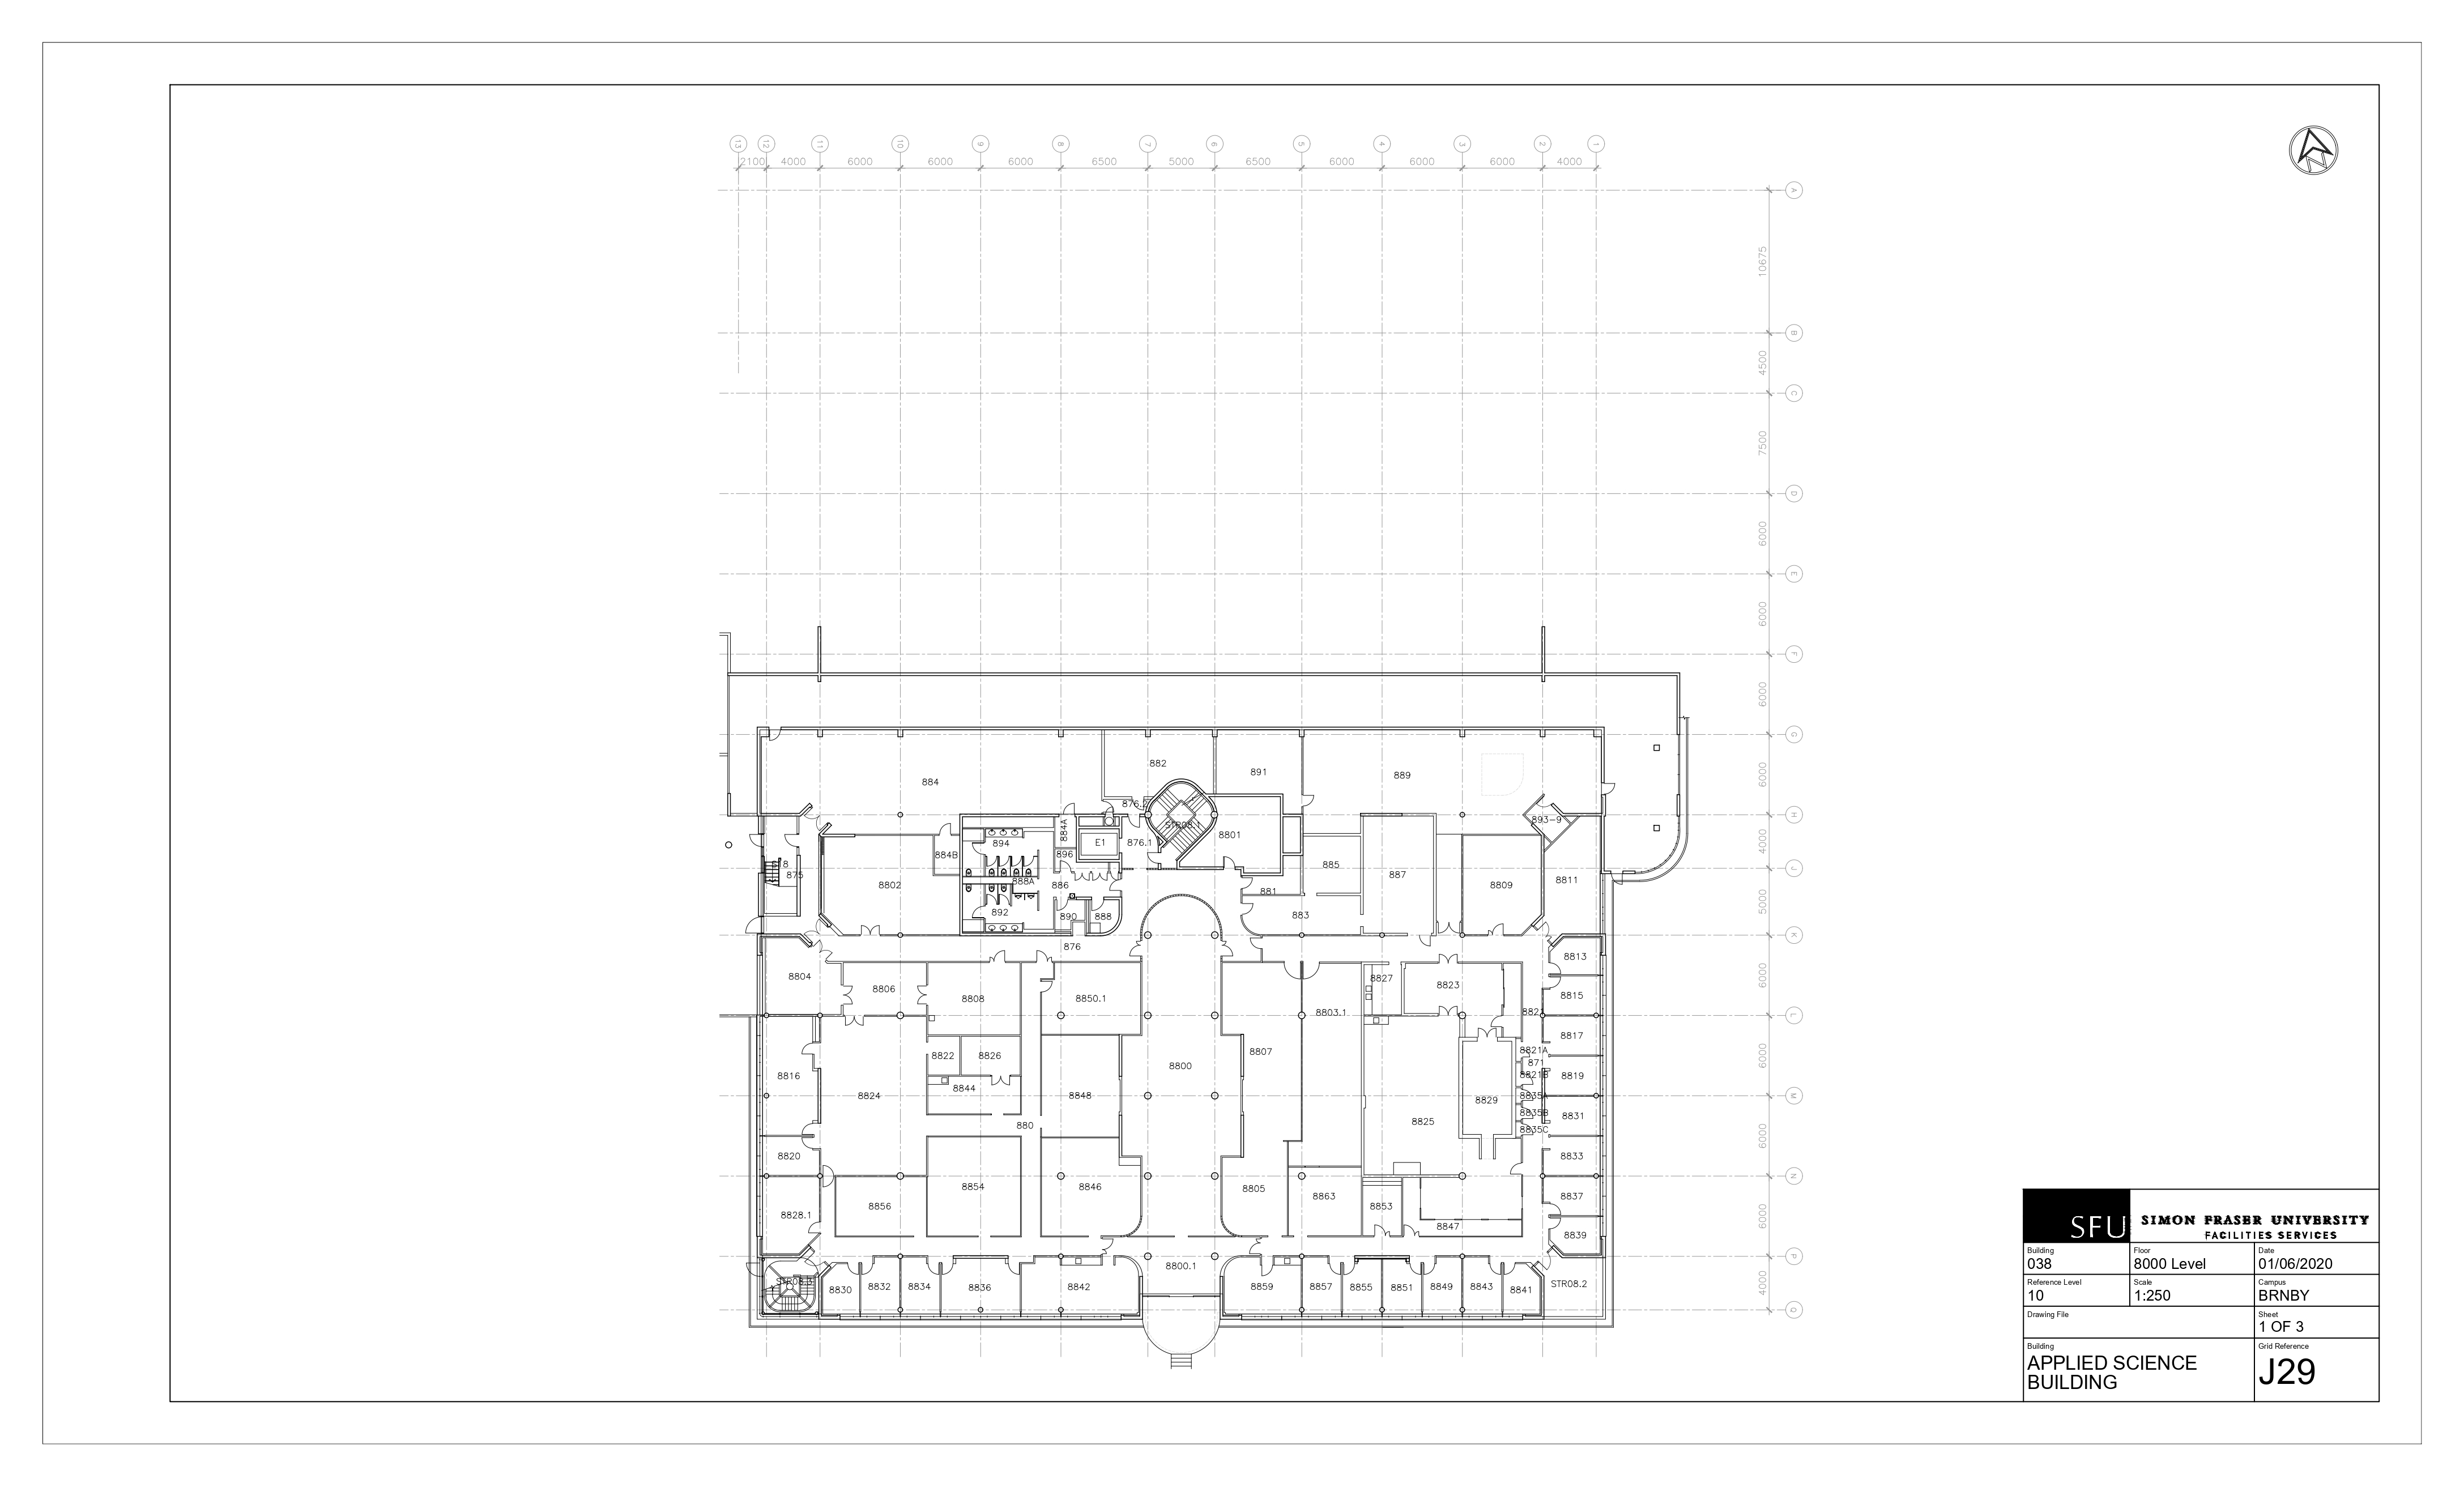 13 12 11 10 9 8 7 6 5 4 3 2 1
2100 4000 6000 6000 6000 6500 5000 6500 6000 6000 6000 4000
A
10675
B
4500
C
7500
D
6000
E
6000
F
6000
G
6000
H
4000
J
5000
K
6000
L
6000
M
6000
N
6000
P
4000
Q
882
891
889
884
876.2
STR08.1
893-9
884A
E1
876.1
8801
894
884B
896
885
875
888A
886
887
8802
881
8809
8811
892
890
888
883
876
8804
8813
8827
8806
8823
8808
8850.1
8815
8803.1
8817
8822
8826
8807
8821A
871
8800
8816
8821B
8819
8844
8824
8848
8835A
8829
8835B
8831
880
8825
8835C
8820
8833
8854
8846
8805
8863
8837
8856
8853
8828.1
8847
8839
8800.1
STR08.3
8830
8832
8834
8836
8842
8859
8857
8855
8851
8849
8843
8841
STR08.2
SFU
SIMON FRASER UNIVERSITY
FACILITIES SERVICES
Building Floor Date
038 8000 Level 01/06/2020
Reference Level Scale Campus
10 1:250 BRNBY
Drawing File Sheet
1 OF 3
Building Grid Reference
APPLIED SCIENCE
BUILDING
J29